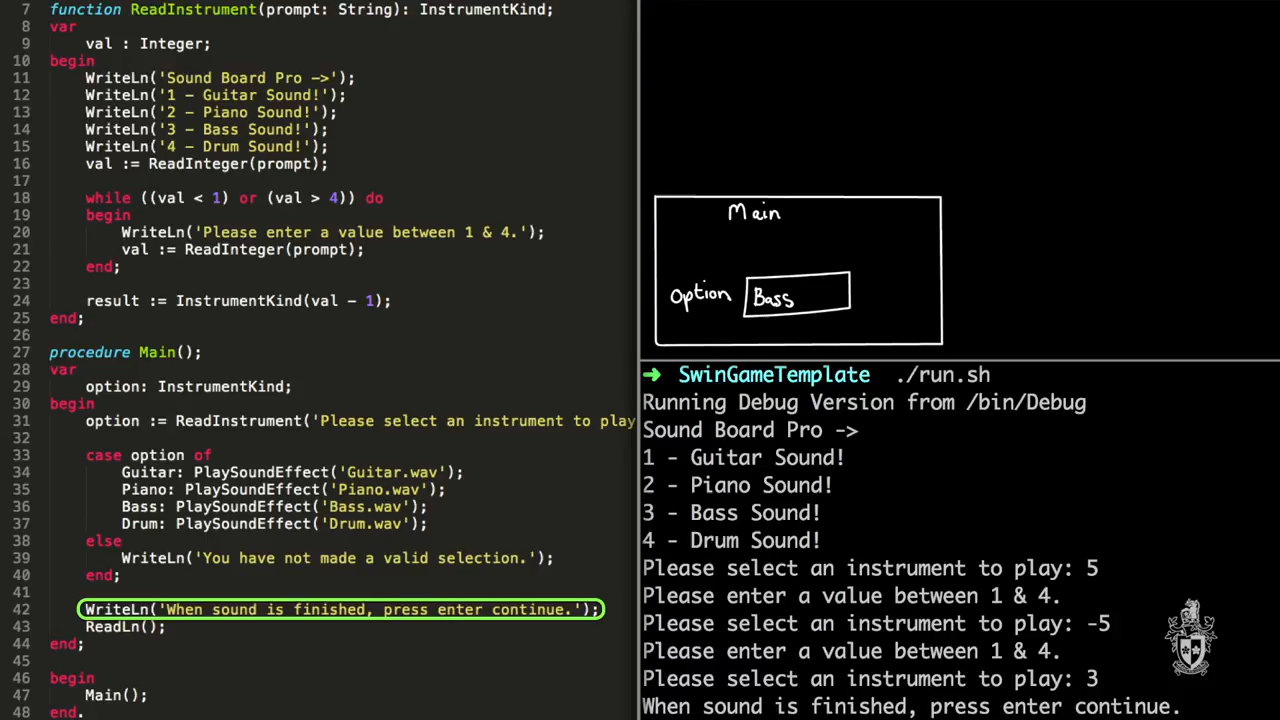 7 function ReadInstrument(prompt: String): InstrumentKind;
8 var
9 val : Integer;
10 begin
11 WriteLn('Sound Board Pro ->');
12 WriteLn('1 - Guitar Sound!');
13 WriteLn('2 - Piano Sound!');
14 WriteLn('3 - Bass Sound!');
15 WriteLn('4 - Drum Sound!');
16 val := ReadInteger(prompt);
17
18 while ((val < 1) or (val > 4)) do
19 begin
20 WriteLn('Please enter a value between 1 & 4.');
21 val := ReadInteger(prompt);
22 end;
23
24 result := InstrumentKind(val - 1);
25 end;
26
27 procedure Main();
28 var
29 option: InstrumentKind;
30 begin
31 option := ReadInstrument('Please select an instrument to play
32
33 case option of
34 Guitar: PlaySoundEffect('Guitar.wav');
35 Piano: PlaySoundEffect('Piano.wav');
36 Bass: PlaySoundEffect('Bass.wav');
37 Drum: PlaySoundEffect('Drum.wav');
38 else
39 WriteLn('You have not made a valid selection.');
40 end;
41
42 WriteLn('When sound is finished, press enter continue.');
43 ReadLn();
44 end;
45
46 begin
47 Main();
48 end.
Main
Option Bass
➜ SwinGameTemplate ./run.sh
Running Debug Version from /bin/Debug
Sound Board Pro ->
1 - Guitar Sound!
2 - Piano Sound!
3 - Bass Sound!
4 - Drum Sound!
Please select an instrument to play: 5
Please enter a value between 1 & 4.
Please select an instrument to play: -5
Please enter a value between 1 & 4.
Please select an instrument to play: 3
When sound is finished, press enter continue.